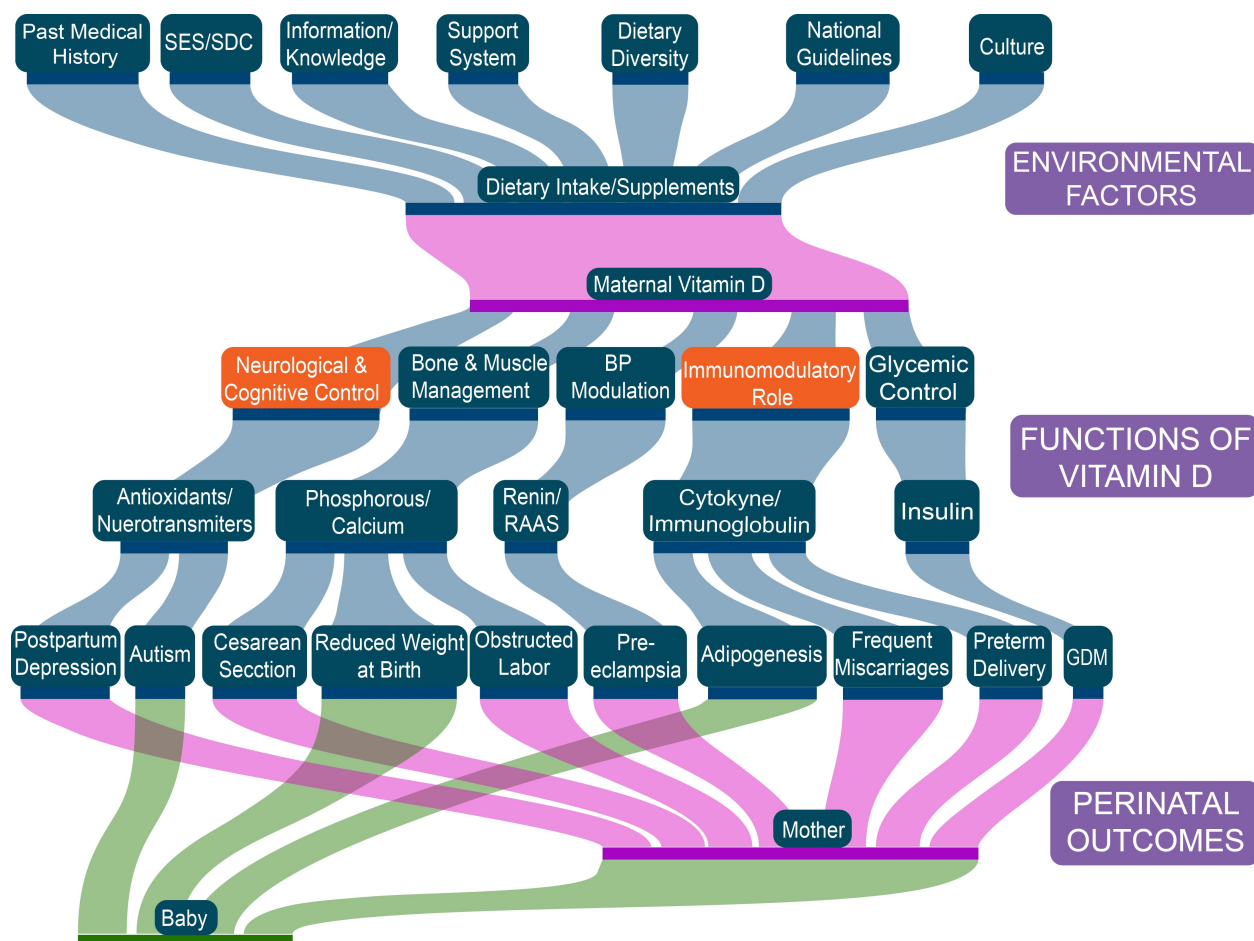 Past Medical
History
SES/SDC
Information/
Knowledge
Support
System
Dietary
Diversity
National
Guidelines
Culture
ENVIRONMENTAL
FACTORS
Dietary Intake/Supplements
Maternal Vitamin D
Neurological &
Cognitive Control
Bone & Muscle
Management
BP
Modulation
Immunomodulatory
Role
Glycemic
Control
FUNCTIONS OF
VITAMIN D
Antioxidants/
Nuerotransmiters
Phosphorous/
Calcium
Renin/
RAAS
Cytokyne/
Immunoglobulin
Insulin
Postpartum
Depression
Autism
Cesarean
Secction
Reduced Weight
at Birth
Obstructed
Labor
Pre-
eclampsia
Adipogenesis
Frequent
Miscarriages
Preterm
Delivery
GDM
PERINATAL
OUTCOMES
Mother
Baby